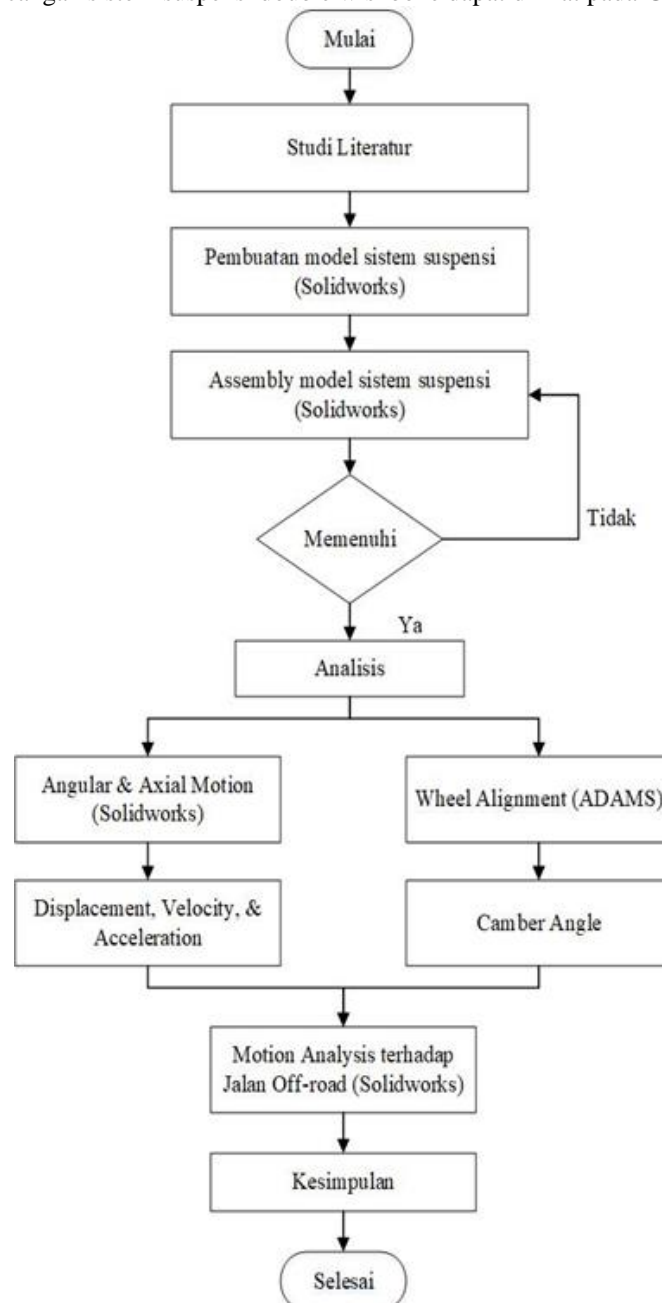 Mulai
Studi Literatur
Pembuatan model sistem suspensi
(Solidworks)
Assembly model sistem suspensi
(Solidworks)
Memenuhi
Tidak
Ya
Analisis
Angular & Axial Motion
(Solidworks)
Wheel Alignment (ADAMS)
Displacement, Velocity, &
Acceleration
Camber Angle
Motion Analysis terhadap
Jalan Off-road (Solidworks)
Kesimpulan
Selesai